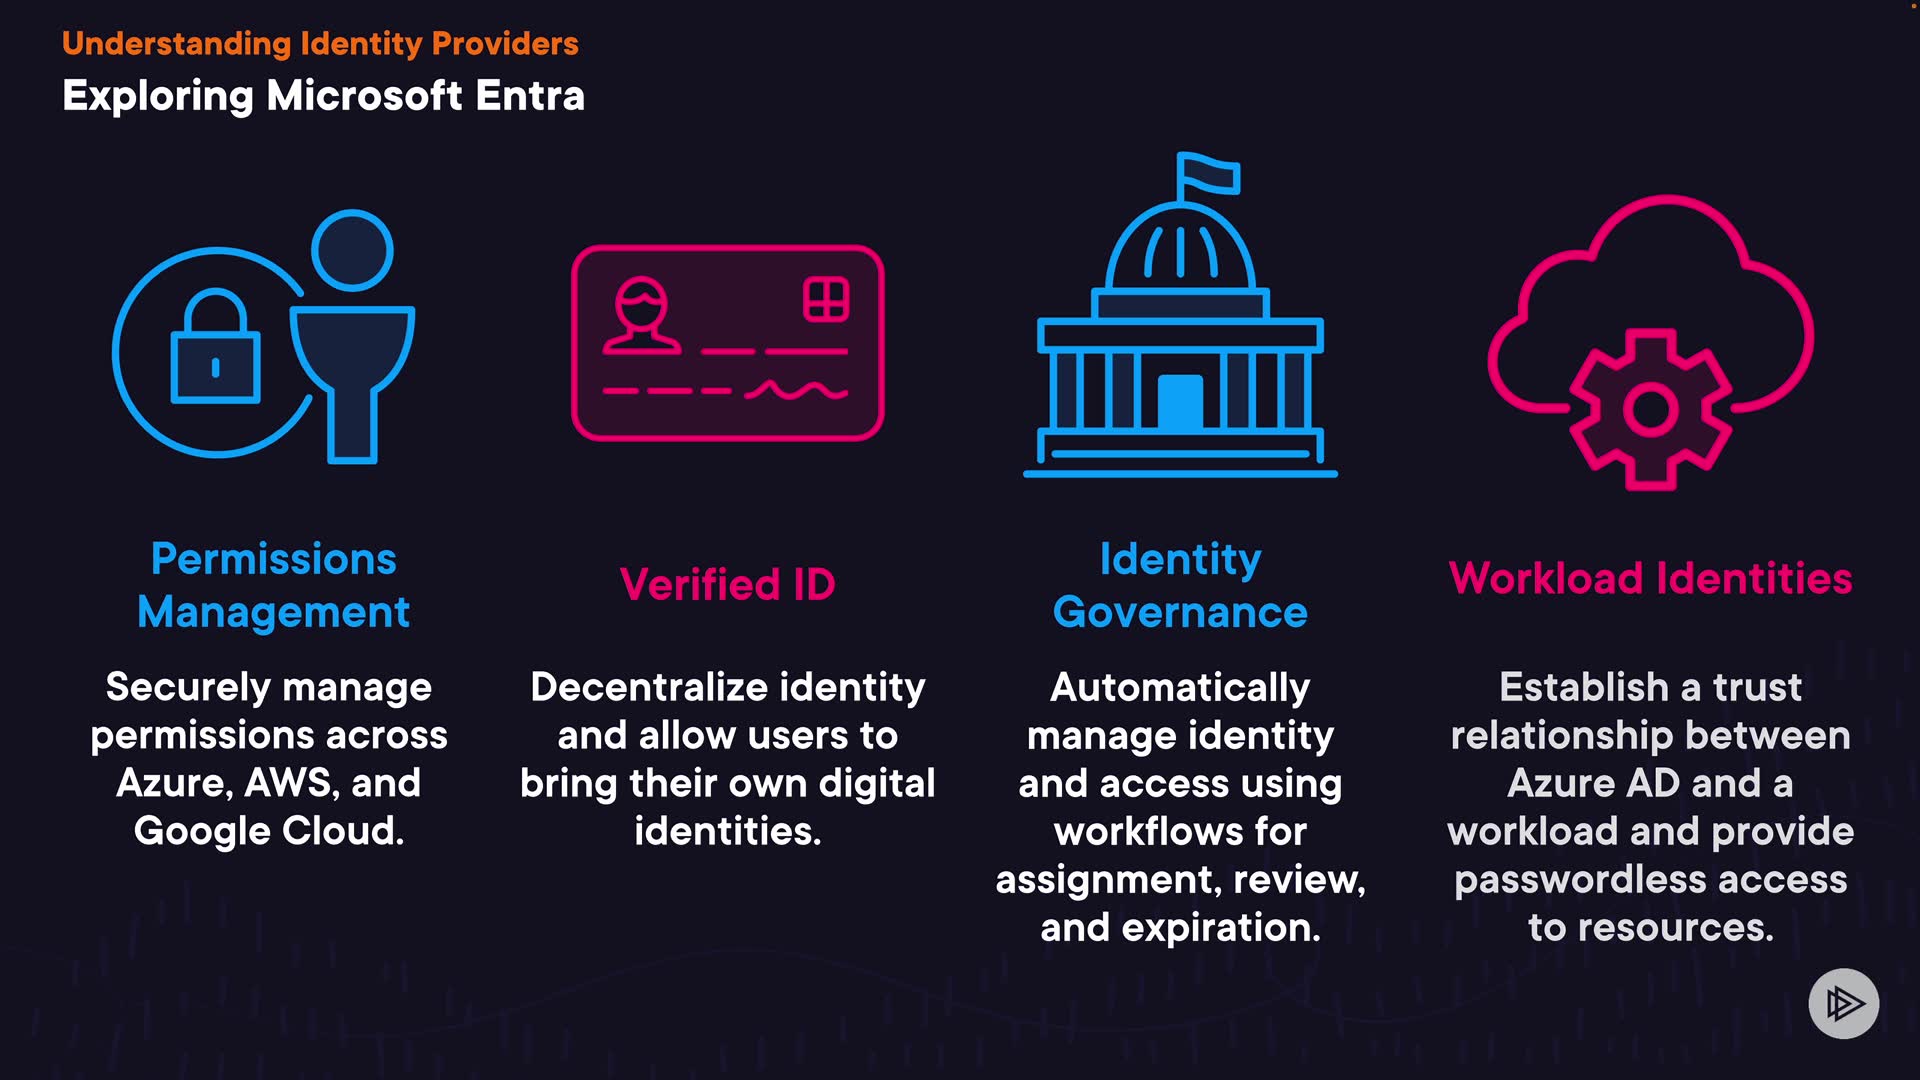 Understanding Identity Providers
Exploring Microsoft Entra
Permissions
Management
Securely manage
permissions across
Azure, AWS, and
Google Cloud.
Verified ID
Decentralize identity
and allow users to
bring their own digital
identities.
Identity
Governance
Automatically
manage identity
and access using
workflows for
assignment, review,
and expiration.
Workload Identities
Establish a trust
relationship between
Azure AD and a
workload and provide
passwordless access
to resources.